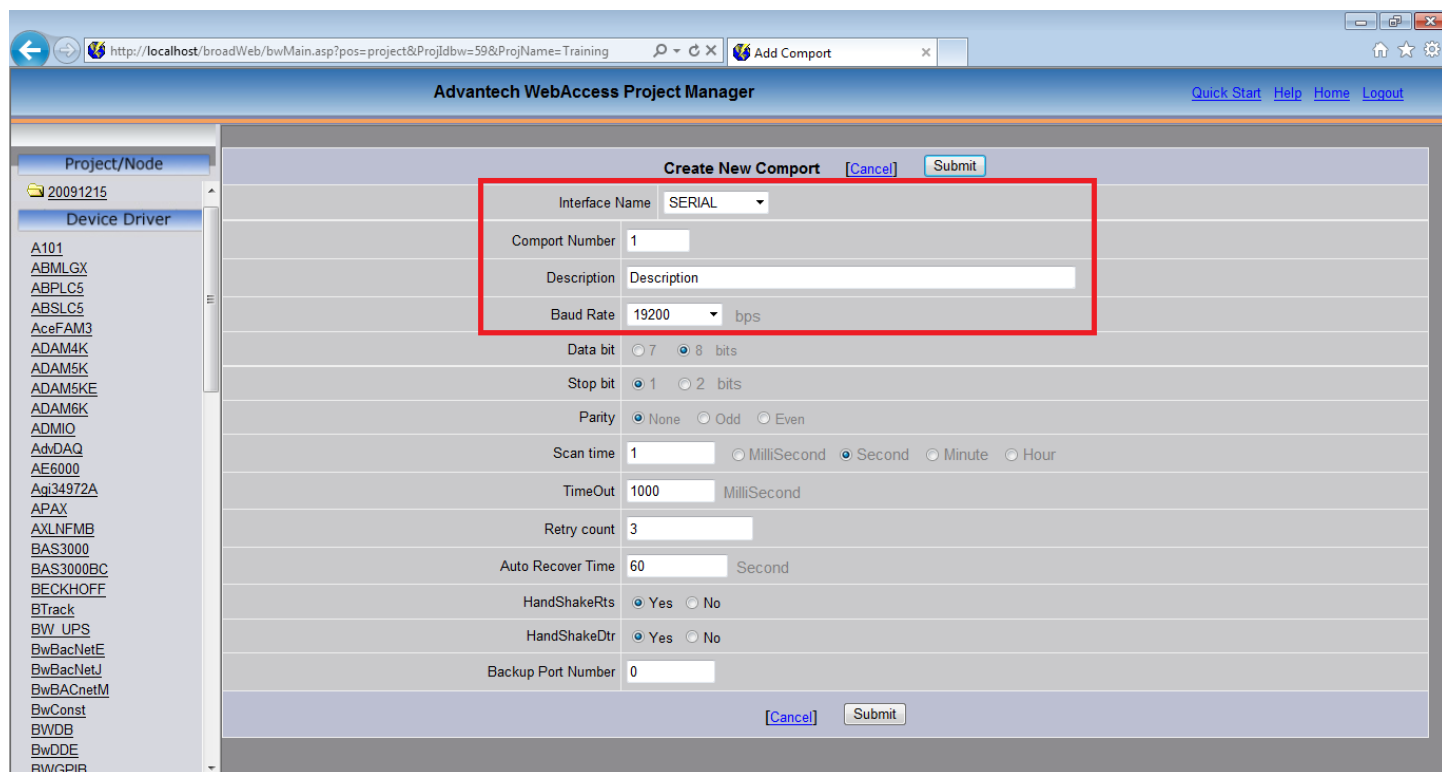 http://localhost/broadWeb/bwMain.asp?pos=project&ProjIdbw=59&ProjName=Training
Add Comport
Advantech WebAccess Project Manager
Quick Start Help Home Logout
Project/Node
20091215
Device Driver
A101
ABMLGX
ABPLC5
ABSLC5
AceFAM3
ADAM4K
ADAM5K
ADAM5KE
ADAM6K
ADMIO
AdvDAQ
AE6000
Agi34972A
APAX
AXLNFMB
BAS3000
BAS3000BC
BECKHOFF
BTrack
BW_UPS
BwBacNetE
BwBacNetJ
BwBACnetM
BwConst
BWDB
BwDDE
BWGPIB
Create New Comport [Cancel] Submit
Interface Name SERIAL
Comport Number 1
Description Description
Baud Rate 19200 bps
Data bit 7 8 bits
Stop bit 1 2 bits
Parity None Odd Even
Scan time 1 MilliSecond Second Minute Hour
TimeOut 1000 MilliSecond
Retry count 3
Auto Recover Time 60 Second
HandShakeRts Yes No
HandShakeDtr Yes No
Backup Port Number 0
[Cancel] Submit